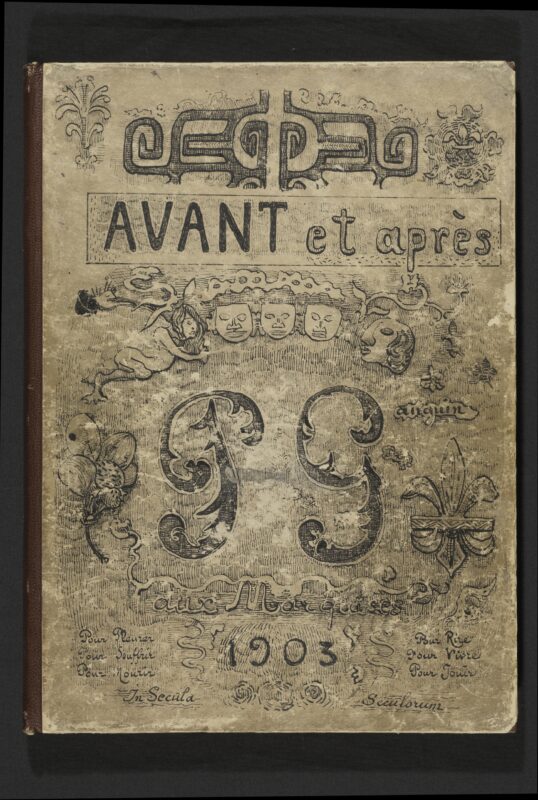 AVANT et après
PG
auguin
aux Marquises
1903
Pour Pleurer
Pour Souffrir
Pour Mourir
Pour Rire
Pour Vivre
Pour Jouir
In Secula
Seculorum